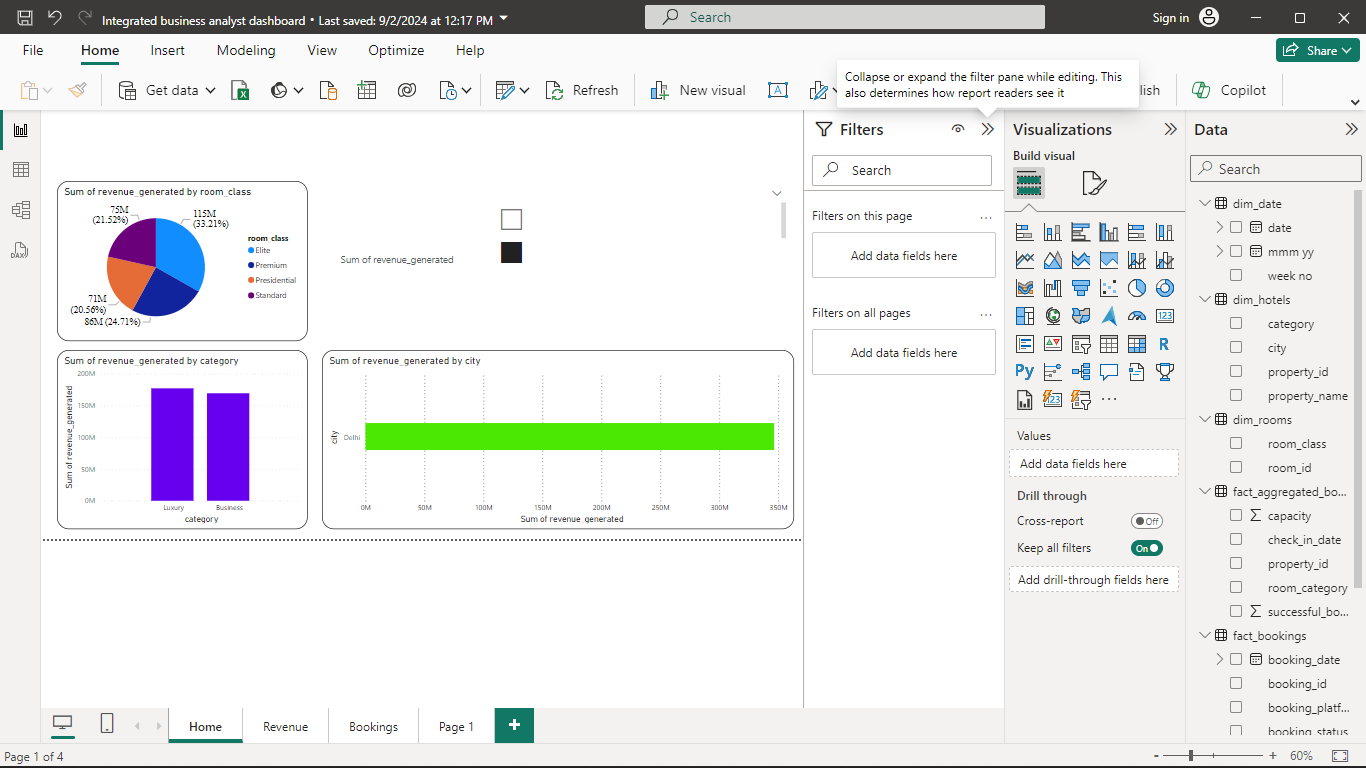 Integrated business analyst dashboard • Last saved: 9/2/2024 at 12:17 PM
Search
Sign in
File
Home
Insert
Modeling
View
Optimize
Help
Share
Get data
Refresh
New visual
Collapse or expand the filter pane while editing. This
also determines how report readers see it
lish
Copilot
DAX
Sum of revenue_generated by room_class
75M
(21.52%)
115M
(33.21%)
71M
(20.56%)
86M (24.71%)
room_class
Elite
Premium
Presidential
Standard
Sum of revenue_generated
Sum of revenue_generated by category
200M
150M
100M
50M
0M
Sum of revenue_generated
Luxury
Business
category
Sum of revenue_generated by city
city
Delhi
0M
50M
100M
150M
200M
250M
300M
350M
Sum of revenue_generated
Filters
Search
Filters on this page
...
Add data fields here
Filters on all pages
...
Add data fields here
Visualizations
Build visual
123
R
Py
123
...
Values
Add data fields here
Drill through
Cross-report
Off
Keep all filters
On
Add drill-through fields here
Data
Search
dim_date
date
mmm yy
week no
dim_hotels
category
city
property_id
property_name
dim_rooms
room_class
room_id
fact_aggregated_bo...
capacity
check_in_date
property_id
room_category
successful_bo...
fact_bookings
booking_date
booking_id
booking_platf...
booking_status
Home
Revenue
Bookings
Page 1
+
Page 1 of 4
-
+
60%